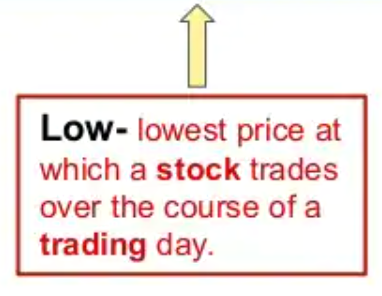 Low- lowest price at
which a stock trades
over the course of a
trading day.